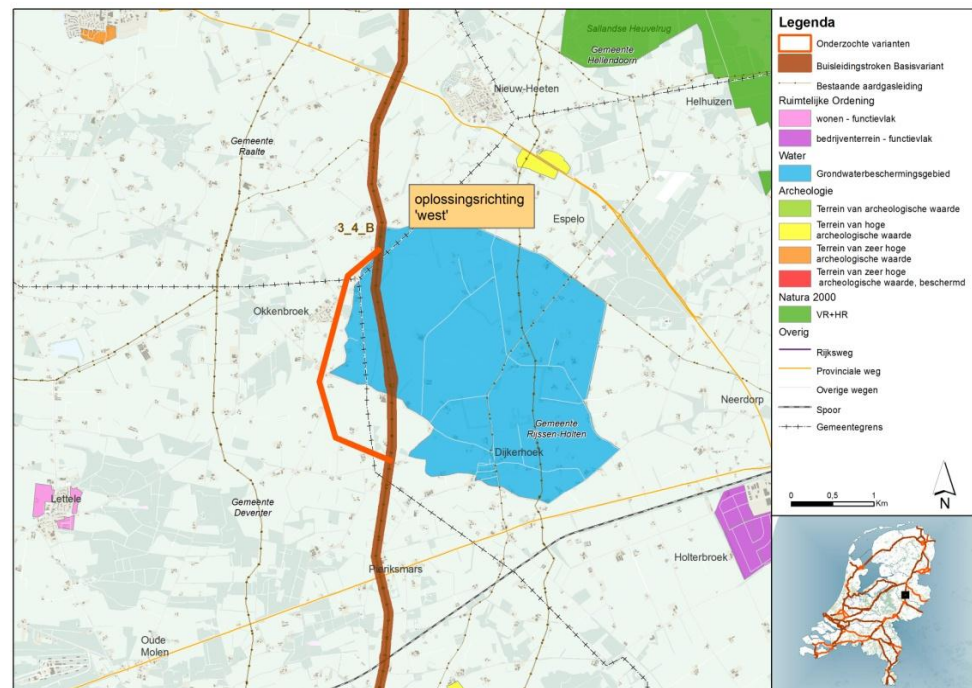 Sallandse Heuvelrug
Gemeente
Hellendoorn
Nieuw-Heeten
Helhuizen
Gemeente
Raalte
oplossingsrichting
'west'
Espelo
3_4_B
Okkenbroek
Neerdorp
Gemeente
Rijssen-Holten
Dijkerhoek
Lettele
Gemeente
Deventer
Holterbroek
Planksmars
Oude
Molen
Legenda
Onderzochte varianten
Buisleidingstroken Basisvariant
Bestaande aardgasleiding
Ruimtelijke Ordening
wonen - functievlak
bedrijventerrein - functievlak
Water
Grondwaterbeschermingsgebied
Archeologie
Terrein van archeologische waarde
Terrein van hoge
archeologische waarde
Terrein van zeer hoge
archeologische waarde
Terrein van zeer hoge
archeologische waarde, beschermd
Natura 2000
VR+HR
Overig
Rijksweg
Provinciale weg
Overige wegen
Spoor
Gemeentegrens
0 0,5 1
Km
N